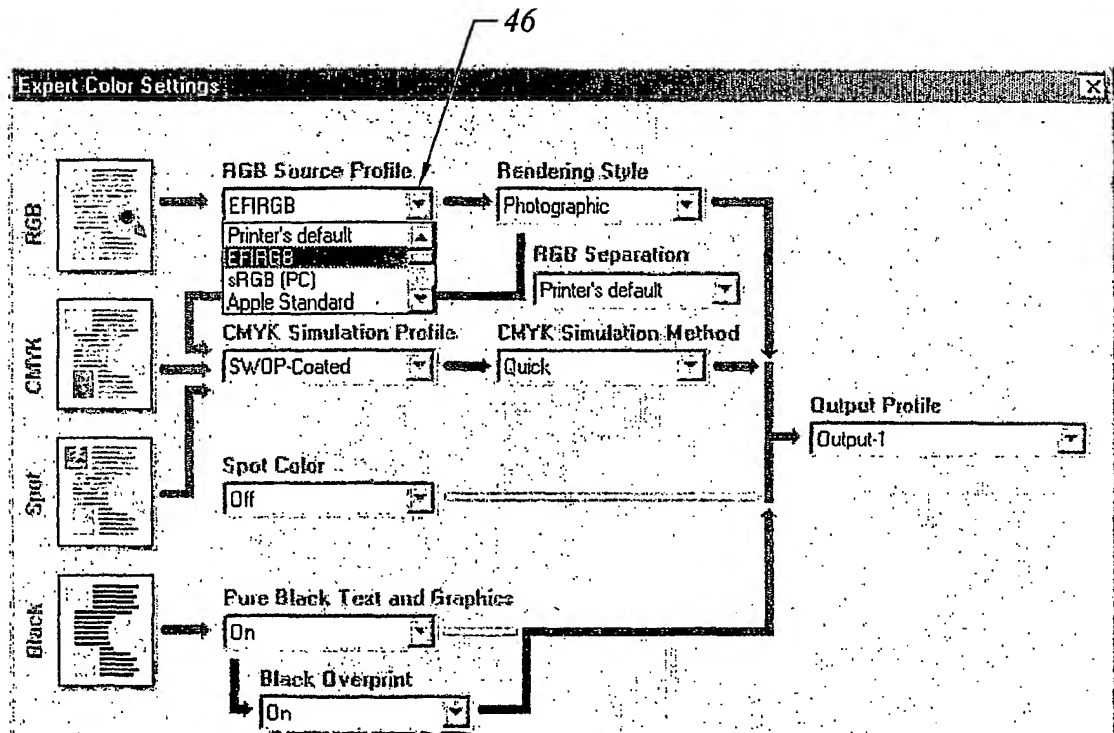 46
Expert Color Settings
RGB
RGB Source Profile
Rendering Style
EFIRGB
Photographic
Printer's default
EFIRGB
sRGB (PC)
Apple Standard
RGB Separation
Printer's default
CMYK
CMYK Simulation Profile
CMYK Simulation Method
SWOP-Coated
Quick
Output Profile
Output-1
Spot
Spot Color
Off
Black
Pure Black Text and Graphics
On
Black Overprint
On